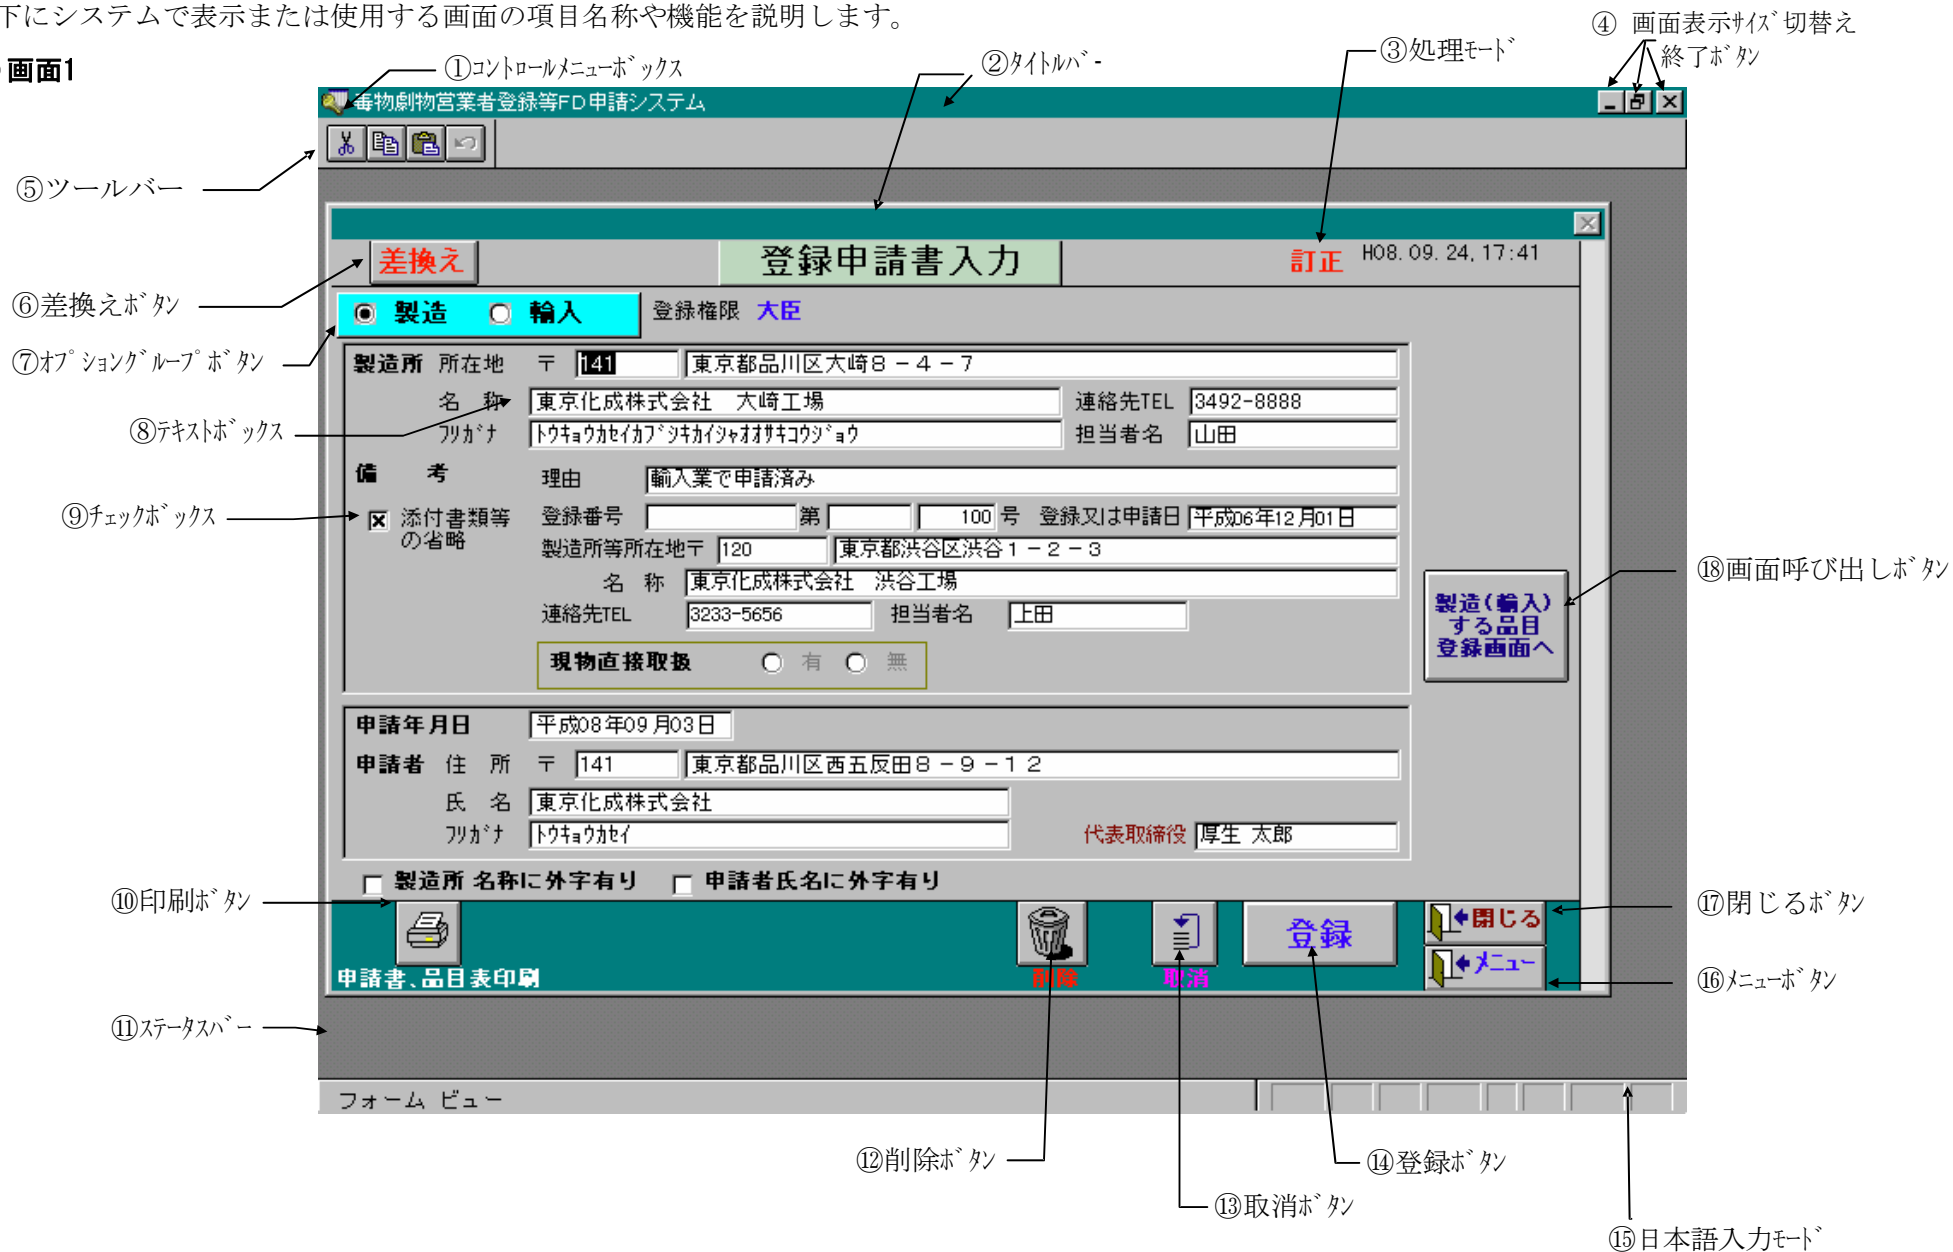 下にシステムで表示または使用する画面の項目名称や機能を説明します。
画面1
①ｺﾝﾄﾛｰﾙﾒﾆｭｰﾎﾞｯｸｽ
②ﾀｲﾄﾙﾊﾞｰ
③処理ﾓｰﾄﾞ
④ 画面表示ｻｲｽﾞ切替え
終了ﾎﾞﾀﾝ
毒物劇物営業者登録等FD申請システム
⑤ツールバー
差換え
登録申請書入力
訂正 H08.09.24,17:41
⑥差換えﾎﾞﾀﾝ
製造 輸入 登録権限 大臣
⑦ｵﾌﾟｼｮﾝｸﾞﾙｰﾌﾟﾎﾞﾀﾝ
製造所 所在地 〒 141 東京都品川区大崎８－４－７
名 称 東京化成株式会社 大崎工場 連絡先TEL 3492-8888
⑧ﾃｷｽﾄﾎﾞｯｸｽ
ﾌﾘｶﾞﾅ ﾄｳｷｮｳｶｾｲｶﾌﾞｼｷｶｲｼｬｵｵｻｷｺｳｼﾞｮｳ 担当者名 山田
備 考 理由 輸入業で申請済み
⑨ﾁｪｯｸﾎﾞｯｸｽ
添付書類等 登録番号 第 100 号 登録又は申請日 平成06年12月01日
の省略 製造所等所在地〒 120 東京都渋谷区渋谷１－２－３
名 称 東京化成株式会社 渋谷工場
連絡先TEL 3233-5656 担当者名 上田
現物直接取扱 有 無
⑱画面呼び出しﾎﾞﾀﾝ
製造(輸入)
する品目
登録画面へ
申請年月日 平成08年09月03日
申請者 住 所 〒 141 東京都品川区西五反田８－９－１２
氏 名 東京化成株式会社
ﾌﾘｶﾞﾅ ﾄｳｷｮｳｶｾｲ 代表取締役 厚生 太郎
製造所 名称に外字有り 申請者氏名に外字有り
⑩印刷ﾎﾞﾀﾝ
登録
閉じる
⑰閉じるﾎﾞﾀﾝ
ﾒﾆｭｰ
申請書、品目表印刷 削除 取消
⑯ﾒﾆｭｰﾎﾞﾀﾝ
⑪ｽﾃｰﾀｽﾊﾞｰ
フォーム ビュー
⑫削除ﾎﾞﾀﾝ
⑭登録ﾎﾞﾀﾝ
⑬取消ﾎﾞﾀﾝ
⑮日本語入力ﾓｰﾄﾞ